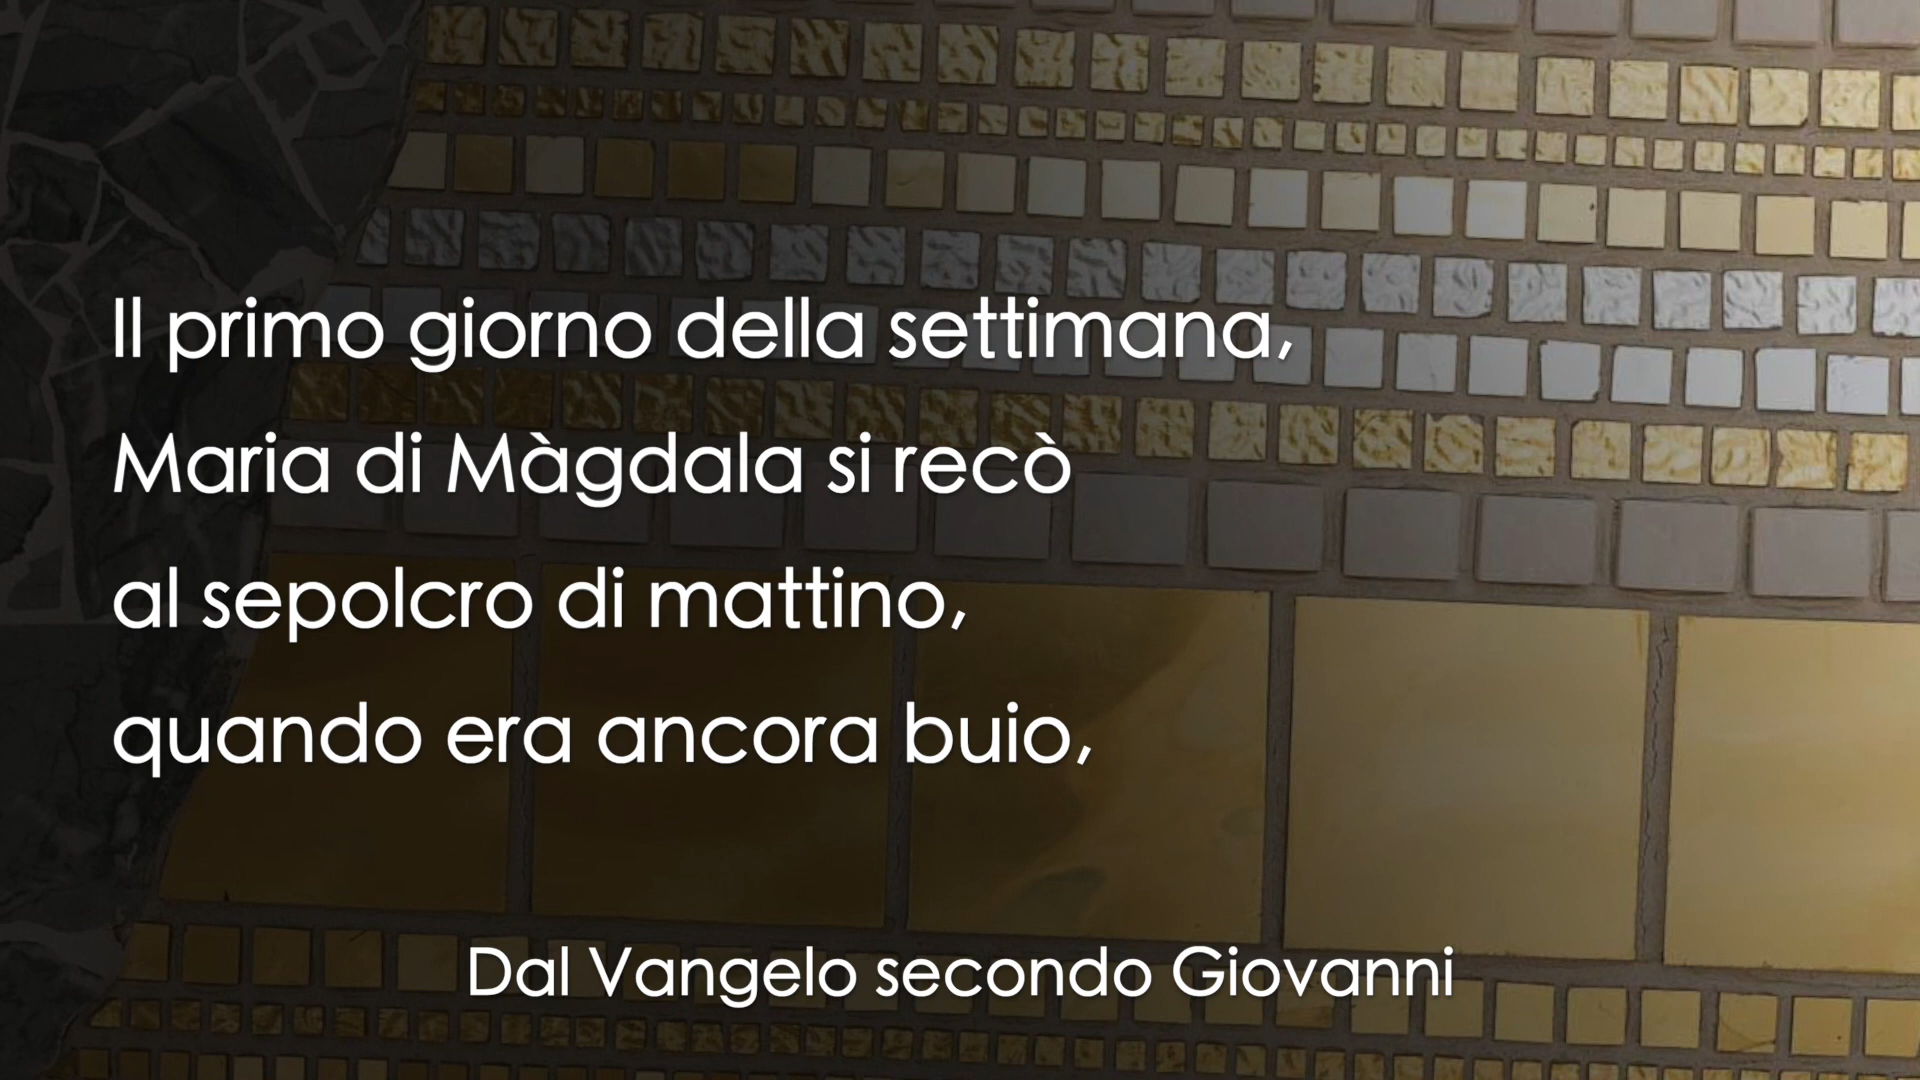 Il primo giorno della settimana,
Maria di Màgdala si recò
al sepolcro di mattino,
quando era ancora buio,
Dal Vangelo secondo Giovanni